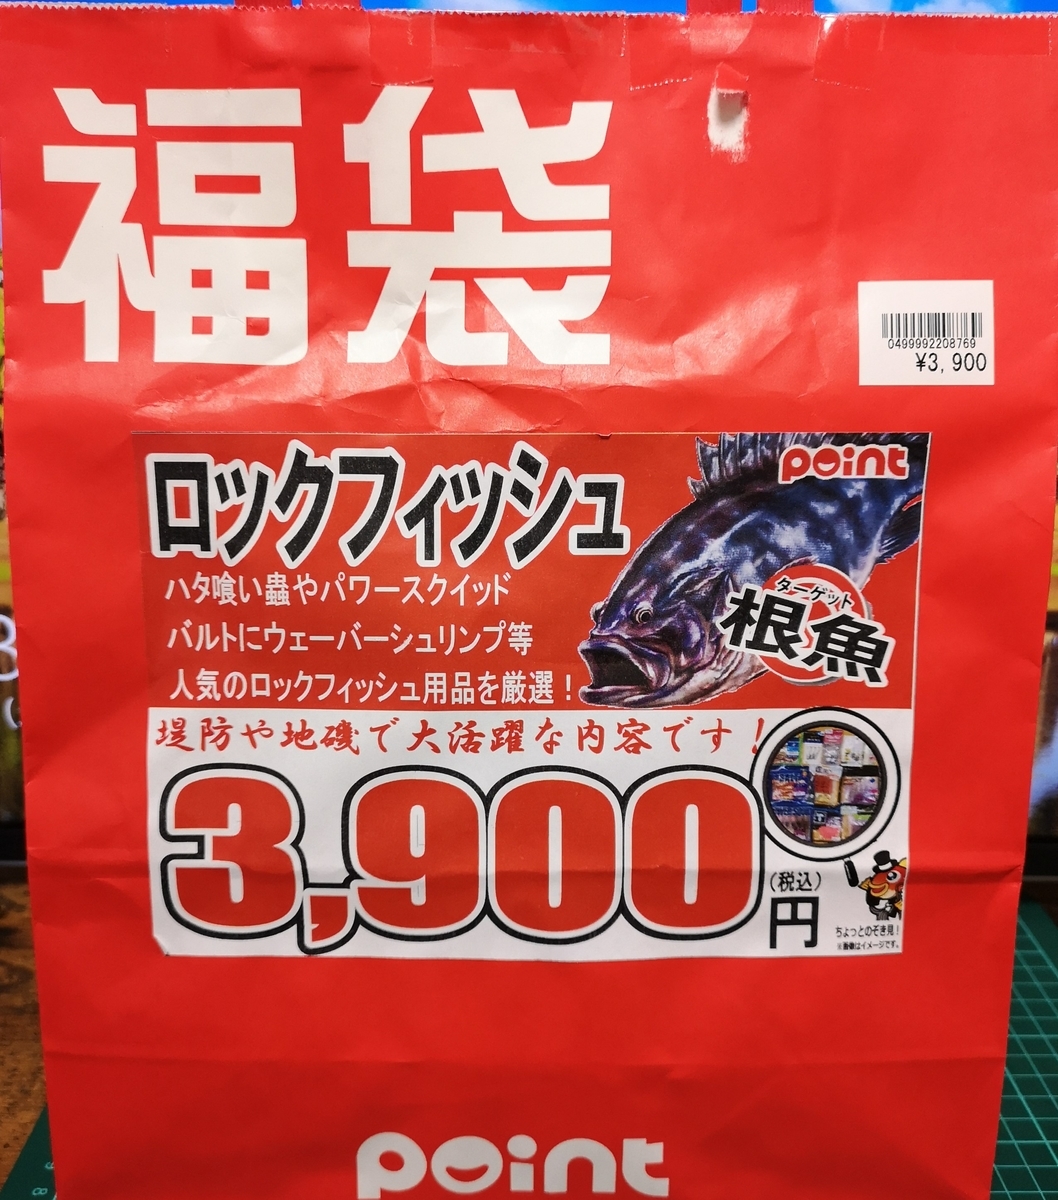 福袋
0499992208769
¥3,900
ロックフィッシュ
point
ハタ喰い蟲やパワースクイッド
バルトにウェーバーシュリンプ等
人気のロックフィッシュ用品を厳選！
ターゲット
根魚
堤防や地磯で大活躍な内容です！
3,900
(税込)
円
ちょっとのぞき見！
※画像はイメージです。
point